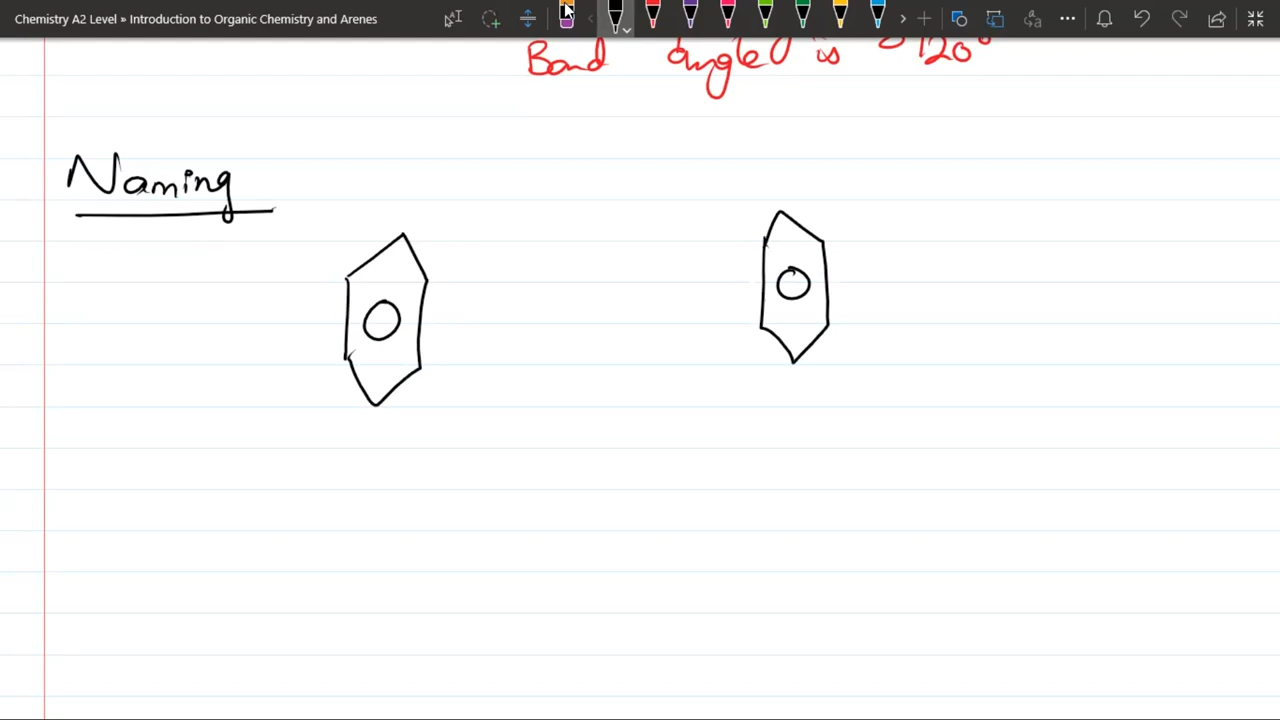 Chemistry A2 Level » Introduction to Organic Chemistry and Arenes
Bond angle is 120°
Naming